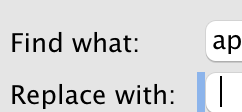 Find what: ap
Replace with: